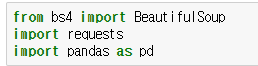 from bs4 import BeautifulSoup
import requests
import pandas as pd